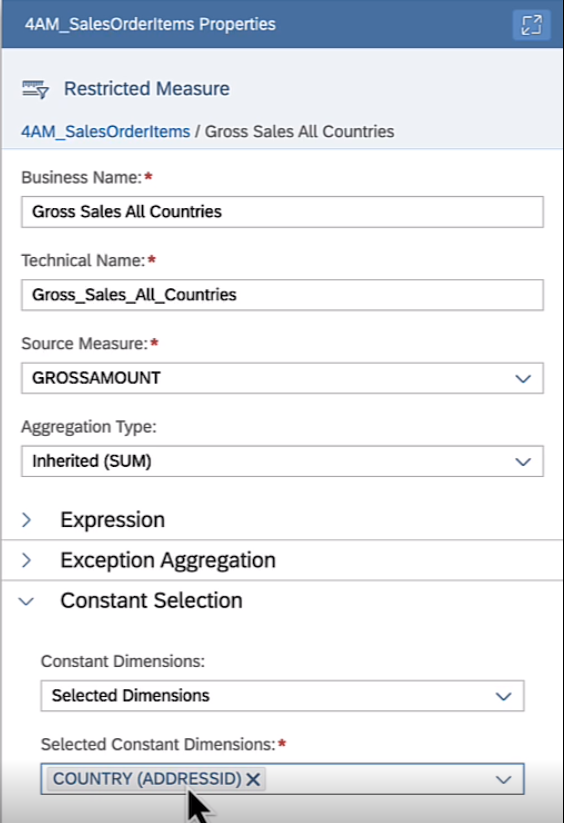 4AM_SalesOrderItems Properties
Restricted Measure
4AM_SalesOrderItems / Gross Sales All Countries
Business Name:*
Gross Sales All Countries
Technical Name:*
Gross_Sales_All_Countries
Source Measure:*
GROSSAMOUNT
Aggregation Type:
Inherited (SUM)
Expression
Exception Aggregation
Constant Selection
Constant Dimensions:
Selected Dimensions
Selected Constant Dimensions:*
COUNTRY (ADDRESSID)